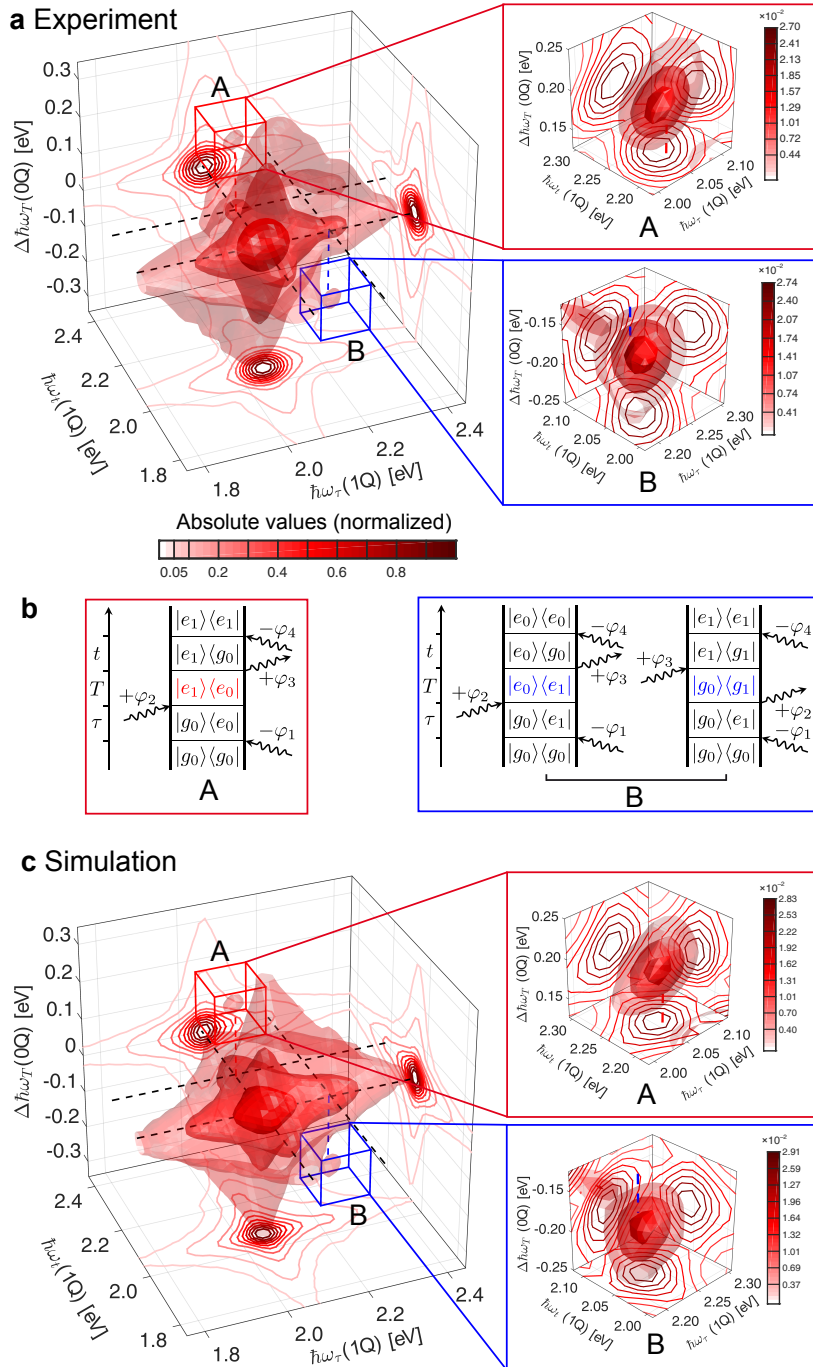 a Experiment
A
B
Δħω_T (0Q) [eV]
0.3
0.2
0.1
0
-0.1
-0.2
-0.3
ħω_t (1Q) [eV]
2.4
2.2
2.0
1.8
ħω_τ (1Q) [eV]
1.8
2.0
2.2
2.4
Δħω_T (0Q) [eV]
0.25
0.20
0.15
ħω_t (1Q) [eV]
2.30
2.25
2.20
ħω_τ (1Q) [eV]
2.00
2.05
2.10
A
×10⁻²
2.70
2.41
2.13
1.85
1.57
1.29
1.00
0.72
0.44
Δħω_T (0Q) [eV]
-0.15
-0.20
-0.25
ħω_t (1Q) [eV]
2.10
2.05
2.00
ħω_τ (1Q) [eV]
2.20
2.25
2.30
B
×10⁻²
2.74
2.40
2.07
1.74
1.41
1.07
0.74
0.41
Absolute values (normalized)
0.05 0.2 0.4 0.6 0.8
b
t
T
τ
|e₁⟩⟨e₁|
|e₁⟩⟨g₀|
|e₁⟩⟨e₀|
|g₀⟩⟨e₀|
|g₀⟩⟨g₀|
−φ₄
+φ₃
+φ₂
−φ₁
A
t
T
τ
|e₀⟩⟨e₀|
|e₀⟩⟨g₀|
|e₀⟩⟨e₁|
|g₀⟩⟨e₁|
|g₀⟩⟨g₀|
−φ₄
+φ₃
+φ₂
−φ₁
|e₁⟩⟨e₁|
|e₁⟩⟨g₁|
|g₀⟩⟨g₁|
|g₀⟩⟨e₁|
|g₀⟩⟨g₀|
−φ₄
+φ₃
+φ₂
−φ₁
B
c Simulation
A
B
Δħω_T (0Q) [eV]
0.3
0.2
0.1
0
-0.1
-0.2
-0.3
ħω_t (1Q) [eV]
2.4
2.2
2.0
1.8
ħω_τ (1Q) [eV]
1.8
2.0
2.2
2.4
Δħω_T (0Q) [eV]
0.25
0.20
0.15
ħω_t (1Q) [eV]
2.30
2.25
2.20
ħω_τ (1Q) [eV]
2.00
2.05
2.10
A
×10⁻²
2.83
2.53
2.22
1.92
1.62
1.31
1.01
0.70
0.40
Δħω_T (0Q) [eV]
-0.15
-0.20
-0.25
ħω_t (1Q) [eV]
2.10
2.05
2.00
ħω_τ (1Q) [eV]
2.20
2.25
2.30
B
×10⁻²
2.91
2.59
2.28
1.96
1.64
1.32
1.00
0.69
0.37